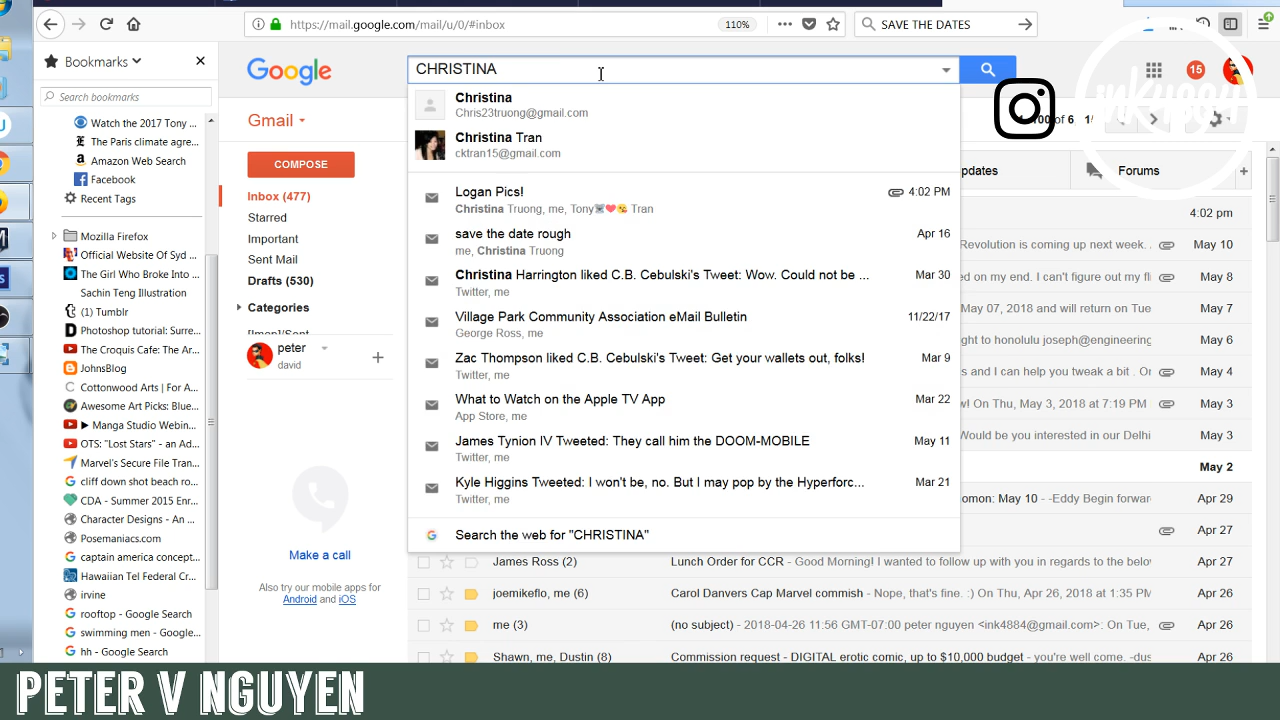 https://mail.google.com/mail/u/0/#inbox
110%
SAVE THE DATES
Bookmarks
Search bookmarks
Watch the 2017 Tony ...
The Paris climate agre...
Amazon Web Search
Facebook
Recent Tags
Mozilla Firefox
Official Website Of Syd ...
The Girl Who Broke Into ...
Sachin Teng Illustration
(1) Tumblr
Photoshop tutorial: Surre...
The Croquis Cafe: The Ar...
JohnsBlog
Cottonwood Arts | For A...
Awesome Art Picks: Blue...
▶ Manga Studio Webin...
OTS: "Lost Stars" - an Ad...
Marvel's Secure File Tran...
cliff down shot beach ro...
CDA - Summer 2015 Enr...
Character Designs - An ...
Posemaniacs.com
captain america concept...
Hawaiian Tel Federal Cr...
irvine
rooftop - Google Search
swimming men - Google...
hh - Google Search
Google
Gmail
COMPOSE
Inbox (477)
Starred
Important
Sent Mail
Drafts (530)
Categories
[Imap]/Sent
peter
david
Make a call
Also try our mobile apps for
Android and iOS
CHRISTINA
Christina
Chris23truong@gmail.com
Christina Tran
cktran15@gmail.com
Logan Pics!
4:02 PM
Christina Truong, me, Tony🐭❤️😘 Tran
save the date rough
Apr 16
me, Christina Truong
Christina Harrington liked C.B. Cebulski's Tweet: Wow. Could not be ...
Mar 30
Twitter, me
Village Park Community Association eMail Bulletin
11/22/17
George Ross, me
Zac Thompson liked C.B. Cebulski's Tweet: Get your wallets out, folks!
Mar 9
Twitter, me
What to Watch on the Apple TV App
Mar 22
App Store, me
James Tynion IV Tweeted: They call him the DOOM-MOBILE
May 11
Twitter, me
Kyle Higgins Tweeted: I won't be, no. But I may pop by the Hyperforc...
Mar 21
Twitter, me
Search the web for "CHRISTINA"
15
inkuggy
100 of 6
pdates
Forums
+
4:02 pm
Revolution is coming up next week.
May 10
ed on my end. I can't figure out my fl
May 8
May 07, 2018 and will return on Tue
May 7
ght to honolulu joseph@engineering
May 6
s and I can help you tweak a bit . Or
May 4
w! On Thu, May 3, 2018 at 7:19 PM
May 3
Would be you interested in our Delhi
May 3
May 2
omon: May 10 - -Eddy Begin forward
Apr 29
Apr 27
James Ross (2)
Lunch Order for CCR - Good Morning! I wanted to follow up with you in regards to the belo
Apr 27
joemikeflo, me (6)
Carol Danvers Cap Marvel commish - Nope, that's fine. :) On Thu, Apr 26, 2018 at 1:35 PM
Apr 26
me (3)
(no subject) - 2018-04-26 11:56 GMT-07:00 peter nguyen <ink4884@gmail.com>: On Tue,
Apr 26
Shawn, me, Dustin (8)
Commission request - DIGITAL erotic comic, up to $10,000 budget - you're well come. -dus
Apr 26
PETER V NGUYEN